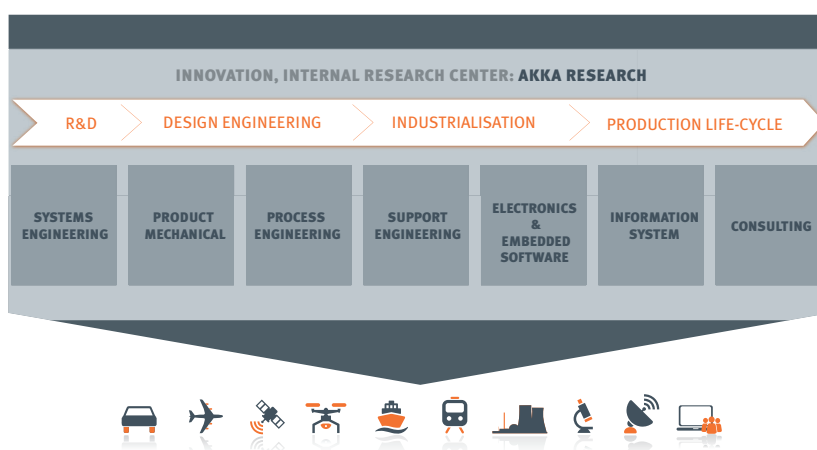 INNOVATION, INTERNAL RESEARCH CENTER: AKKA RESEARCH
R&D
DESIGN ENGINEERING
INDUSTRIALISATION
PRODUCTION LIFE-CYCLE
SYSTEMS
ENGINEERING
PRODUCT
MECHANICAL
PROCESS
ENGINEERING
SUPPORT
ENGINEERING
ELECTRONICS
&
EMBEDDED
SOFTWARE
INFORMATION
SYSTEM
CONSULTING